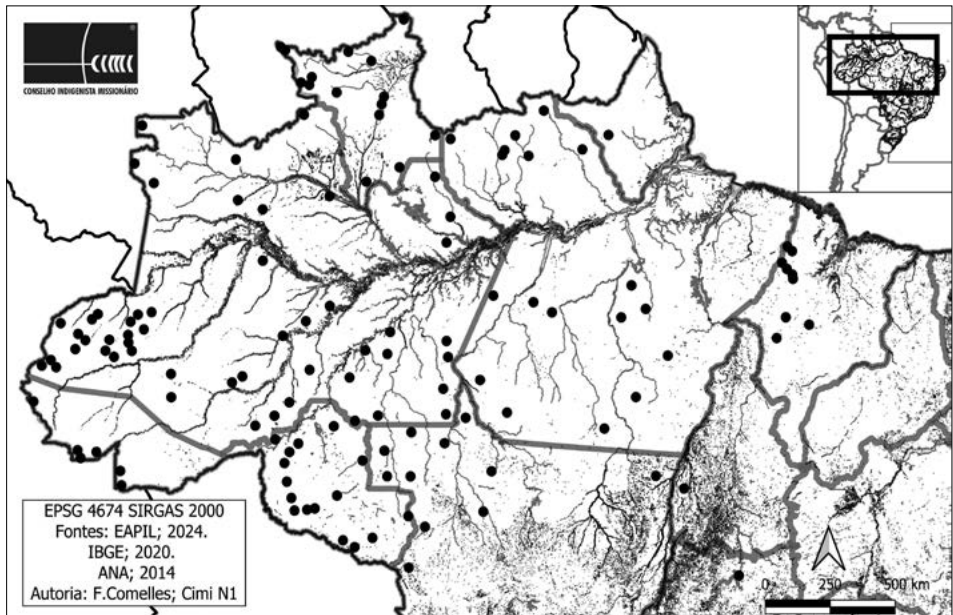 CONSELHO INDIGENISTA MISSIONÁRIO
EPSG 4674 SIRGAS 2000
Fontes: EAPIL; 2024.
IBGE; 2020.
ANA; 2014
Autoria: F.Comelles; Cimi N1
0 250 500 km